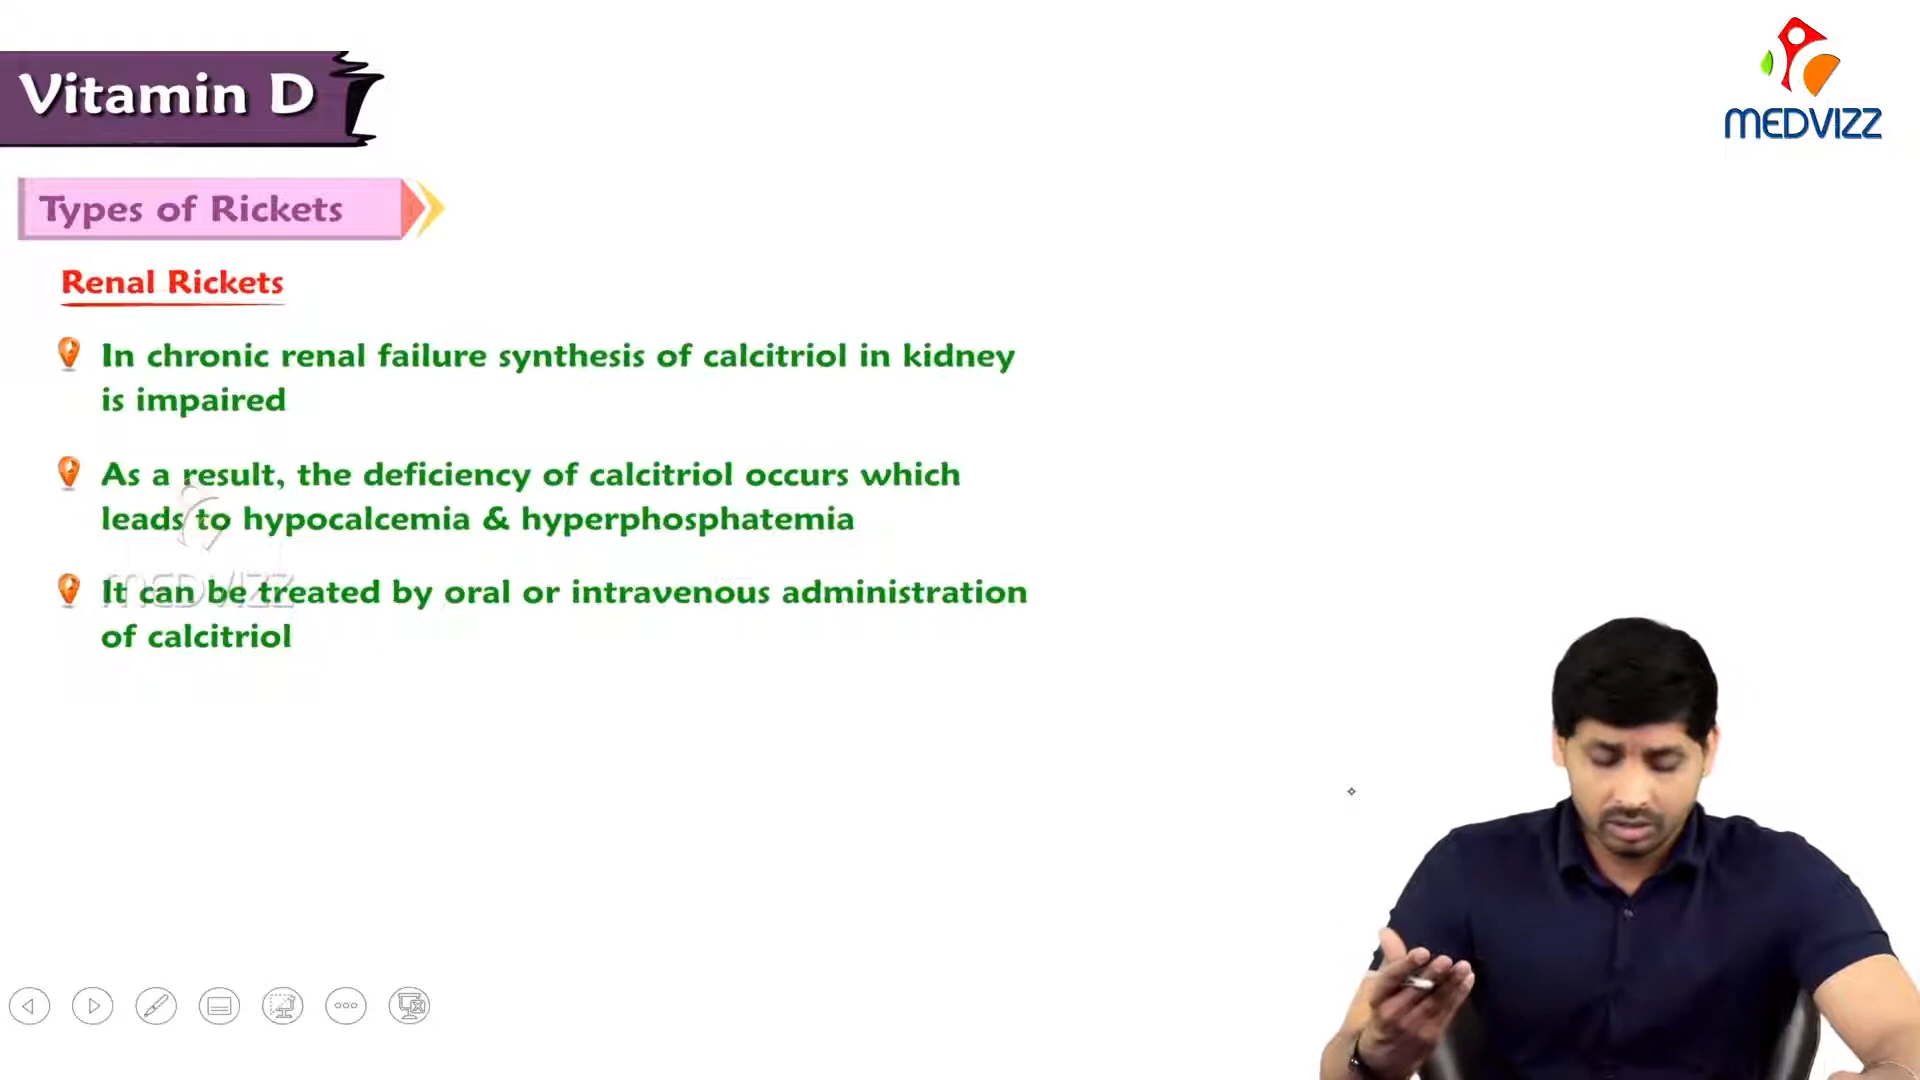 Vitamin D
MEDVIZZ
Types of Rickets
Renal Rickets
In chronic renal failure synthesis of calcitriol in kidney
is impaired
As a result, the deficiency of calcitriol occurs which
leads to hypocalcemia & hyperphosphatemia
MEDVIZZ
It can be treated by oral or intravenous administration
of calcitriol